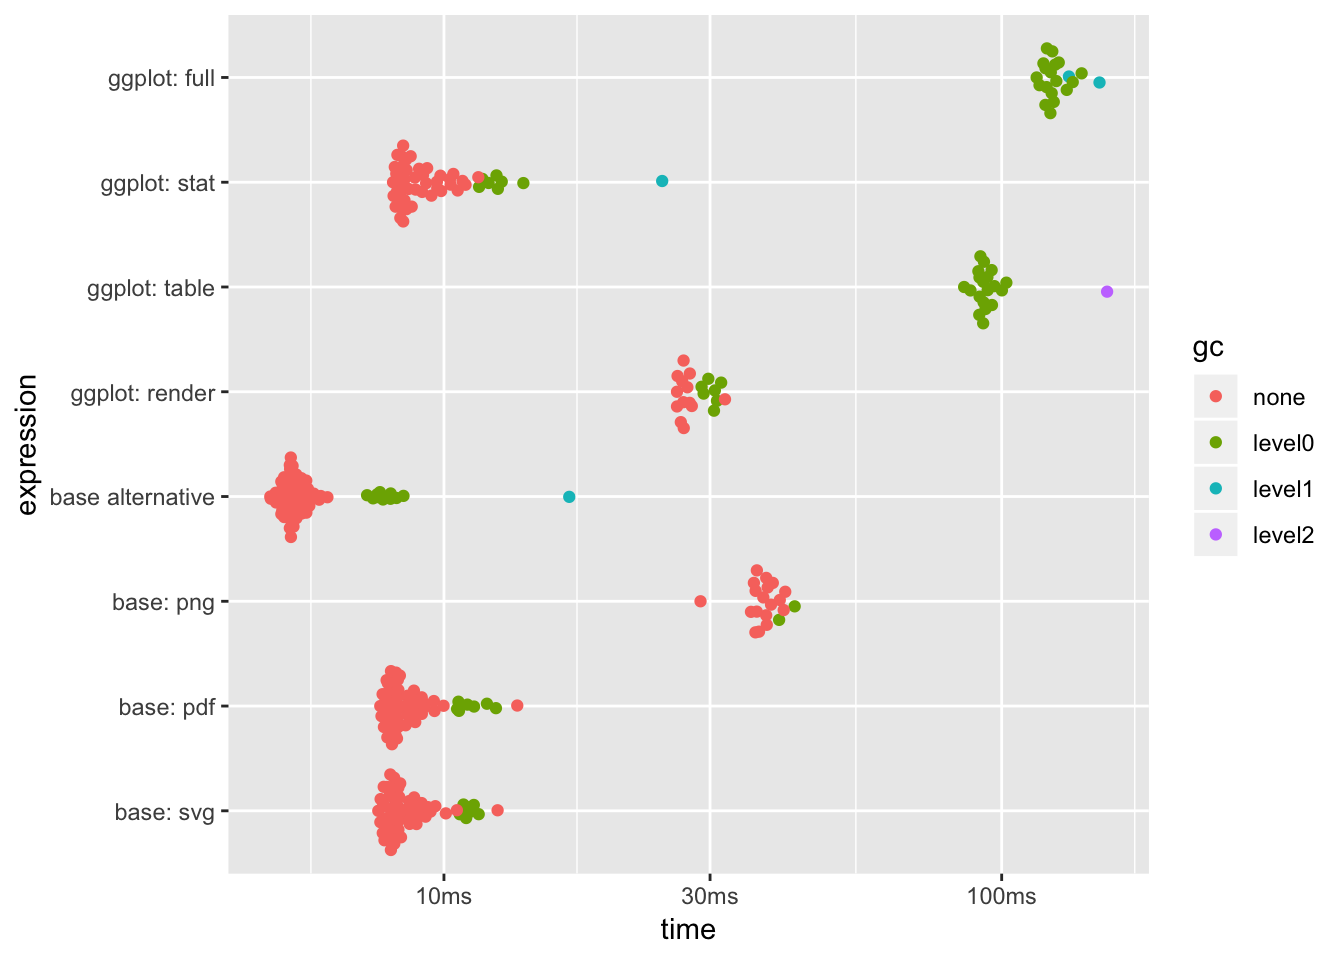 ggplot: full
ggplot: stat
ggplot: table
ggplot: render
base alternative
base: png
base: pdf
base: svg
expression
10ms
30ms
100ms
time
gc
none
level0
level1
level2